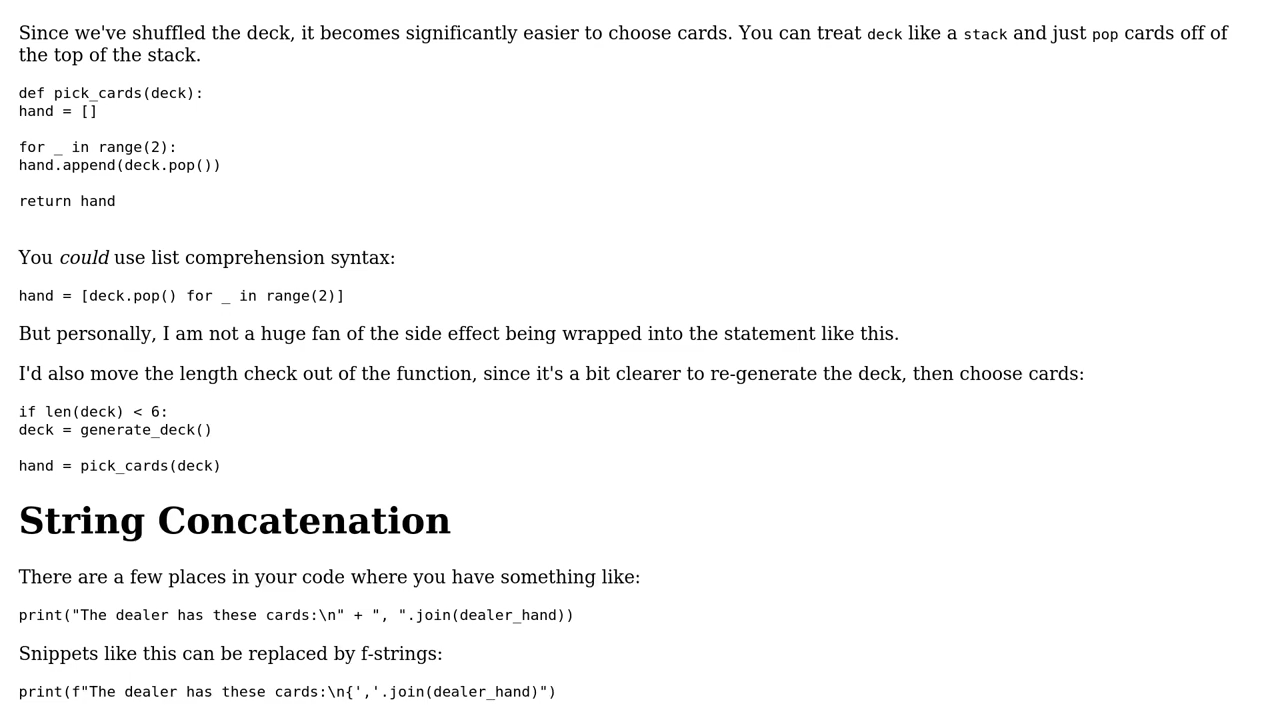 Since we've shuffled the deck, it becomes significantly easier to choose cards. You can treat deck like a stack and just pop cards off of
the top of the stack.
def pick_cards(deck):
hand = []
for _ in range(2):
hand.append(deck.pop())
return hand
You could use list comprehension syntax:
hand = [deck.pop() for _ in range(2)]
But personally, I am not a huge fan of the side effect being wrapped into the statement like this.
I'd also move the length check out of the function, since it's a bit clearer to re-generate the deck, then choose cards:
if len(deck) < 6:
deck = generate_deck()
hand = pick_cards(deck)
String Concatenation
There are a few places in your code where you have something like:
print("The dealer has these cards:\n" + ", ".join(dealer_hand))
Snippets like this can be replaced by f-strings:
print(f"The dealer has these cards:\n{','.join(dealer_hand)")